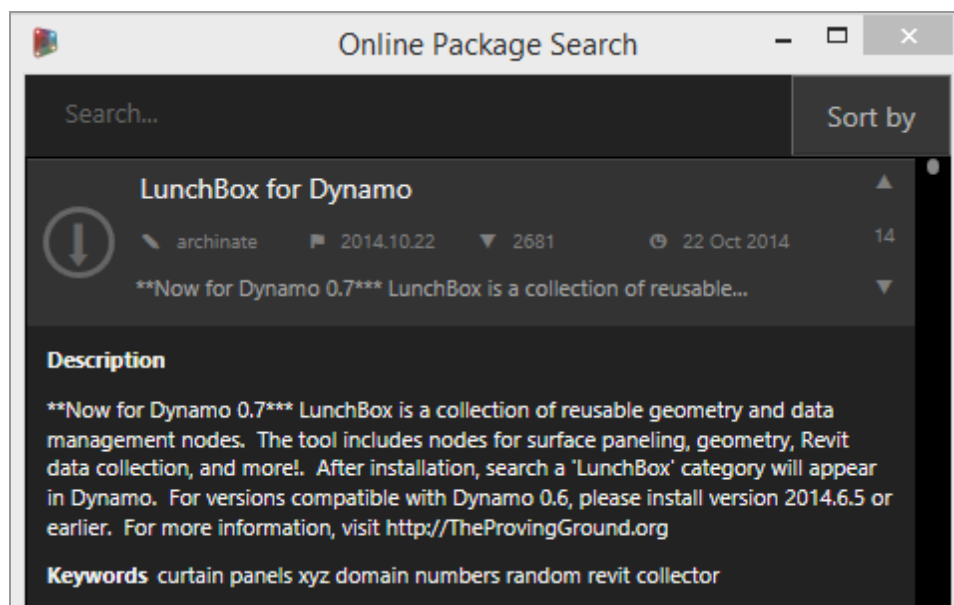 Online Package Search
Search...
Sort by
LunchBox for Dynamo
archinate 2014.10.22 2681 22 Oct 2014 14
**Now for Dynamo 0.7*** LunchBox is a collection of reusable...
Description
**Now for Dynamo 0.7*** LunchBox is a collection of reusable geometry and data
management nodes.  The tool includes nodes for surface paneling, geometry, Revit
data collection, and more!.  After installation, search a 'LunchBox' category will appear
in Dynamo.  For versions compatible with Dynamo 0.6, please install version 2014.6.5 or
earlier.  For more information, visit http://TheProvingGround.org
Keywords curtain panels xyz domain numbers random revit collector